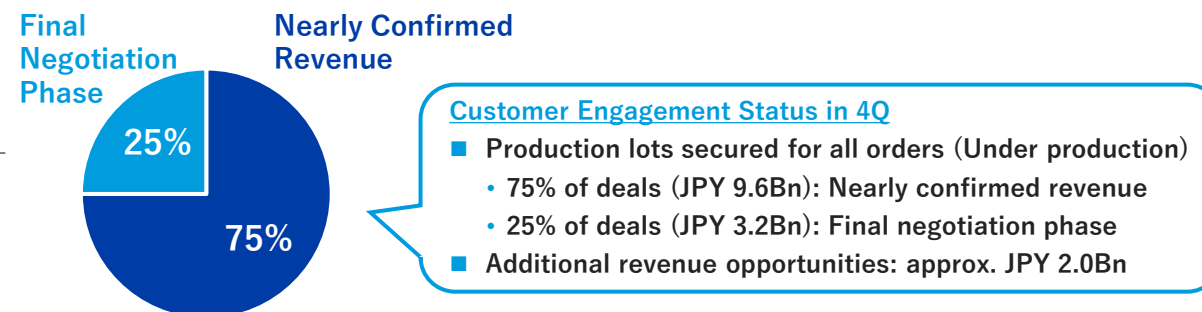 Final
Negotiation
Phase
Nearly Confirmed
Revenue
25%
75%
Customer Engagement Status in 4Q
■ Production lots secured for all orders (Under production)
• 75% of deals (JPY 9.6Bn): Nearly confirmed revenue
• 25% of deals (JPY 3.2Bn): Final negotiation phase
■ Additional revenue opportunities: approx. JPY 2.0Bn